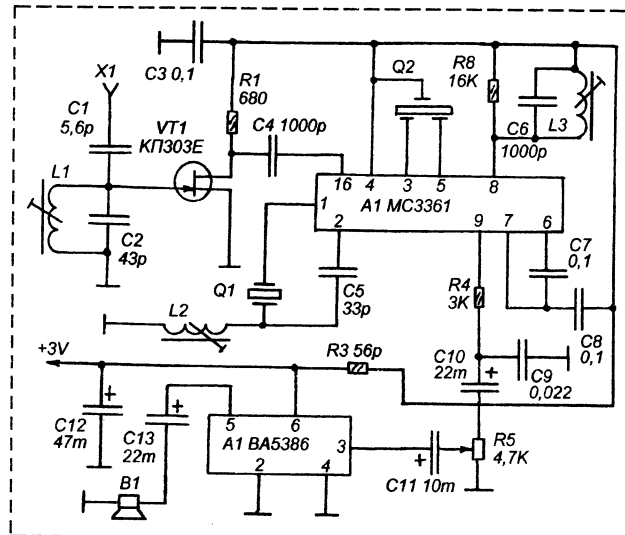 X1
C3 0,1
R1
680
Q2
R8
16K
C1
5,6p
VT1
КП303Е
C4 1000p
C6
1000p
L3
L1
16
4
3
5
8
1
A1 MC3361
2
9
7
6
C2
43p
C7
0,1
Q1
C5
33p
R4
3K
L2
C8
0,1
+3V
R3 56p
C10
22m
+
C9
0,022
+
C12
47m
+
C13
22m
5
6
A1 BA5386
3
2
4
+
C11 10m
R5
4,7K
B1